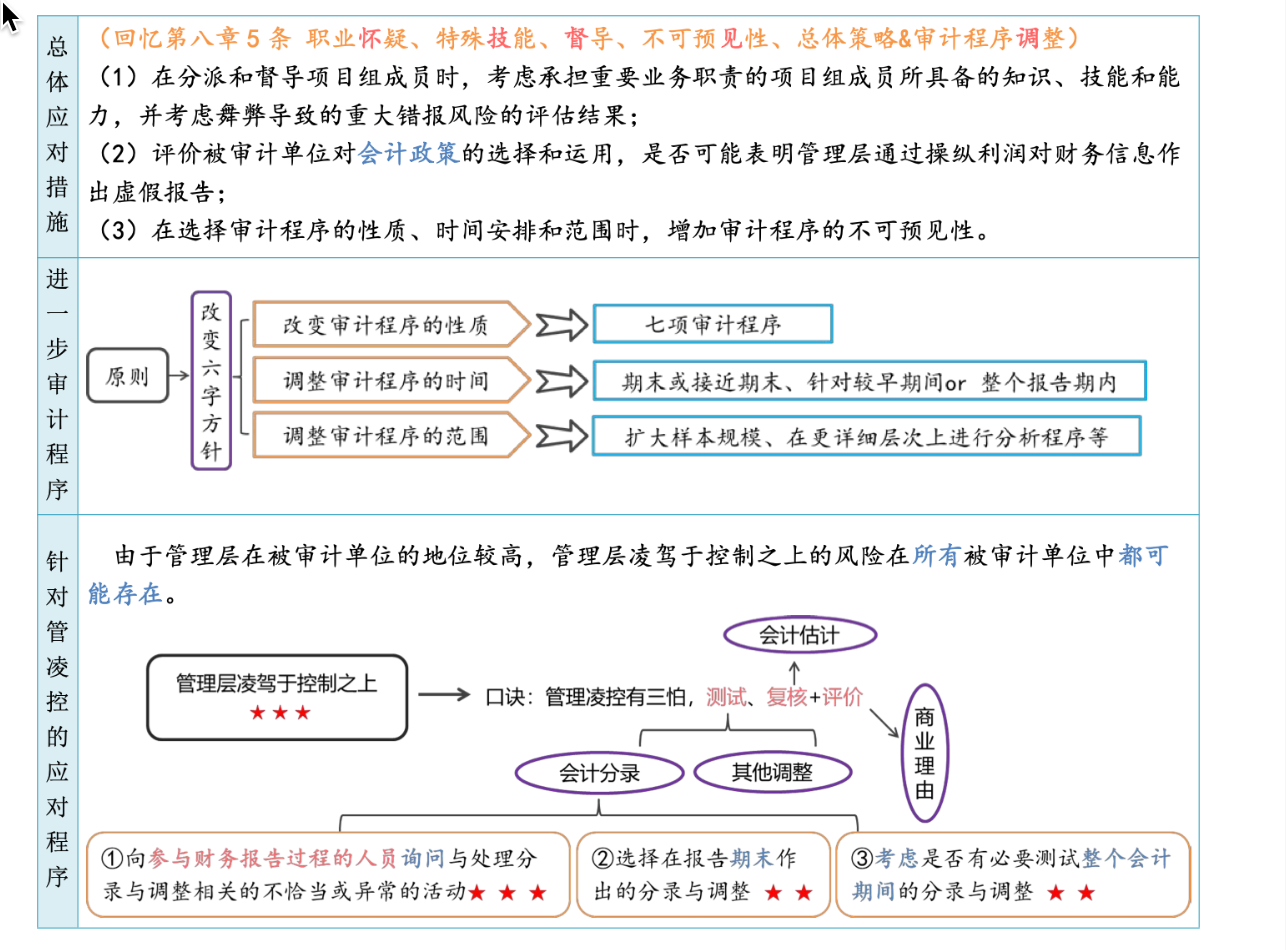 总体应对措施
（回忆第八章5条 职业怀疑、特殊技能、督导、不可预见性、总体策略&审计程序调整）
（1）在分派和督导项目组成员时，考虑承担重要业务职责的项目组成员所具备的知识、技能和能
力，并考虑舞弊导致的重大错报风险的评估结果；
（2）评价被审计单位对会计政策的选择和运用，是否可能表明管理层通过操纵利润对财务信息作
出虚假报告；
（3）在选择审计程序的性质、时间安排和范围时，增加审计程序的不可预见性。
进一步审计程序
原则
改变六字方针
改变审计程序的性质
七项审计程序
调整审计程序的时间
期末或接近期末、针对较早期间or 整个报告期内
调整审计程序的范围
扩大样本规模、在更详细层次上进行分析程序等
针对管凌控的应对程序
由于管理层在被审计单位的地位较高，管理层凌驾于控制之上的风险在所有被审计单位中都可
能存在。
会计估计
管理层凌驾于控制之上
★★★
口诀：管理凌控有三怕，测试、复核+评价
商业理由
会计分录
其他调整
①向参与财务报告过程的人员询问与处理分
录与调整相关的不恰当或异常的活动★ ★ ★
②选择在报告期末作
出的分录与调整 ★ ★
③考虑是否有必要测试整个会计
期间的分录与调整 ★ ★